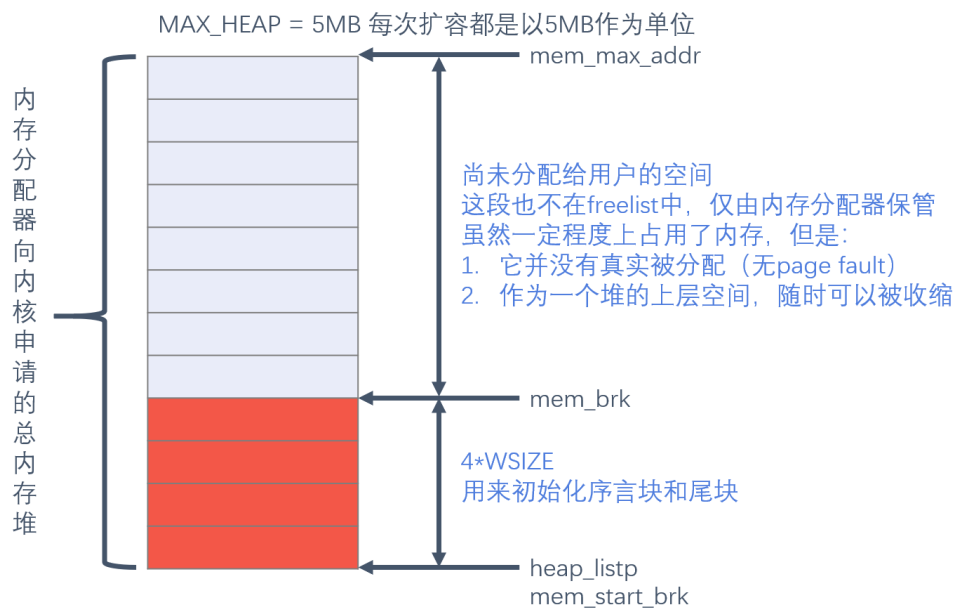 MAX_HEAP = 5MB 每次扩容都是以5MB作为单位
mem_max_addr
内存分配器向内核申请的总内存堆
尚未分配给用户的空间
这段也不在freelist中，仅由内存分配器保管
虽然一定程度上占用了内存，但是：
1. 它并没有真实被分配（无page fault）
2. 作为一个堆的上层空间，随时可以被收缩
mem_brk
4*WSIZE
用来初始化序言块和尾块
heap_listp
mem_start_brk